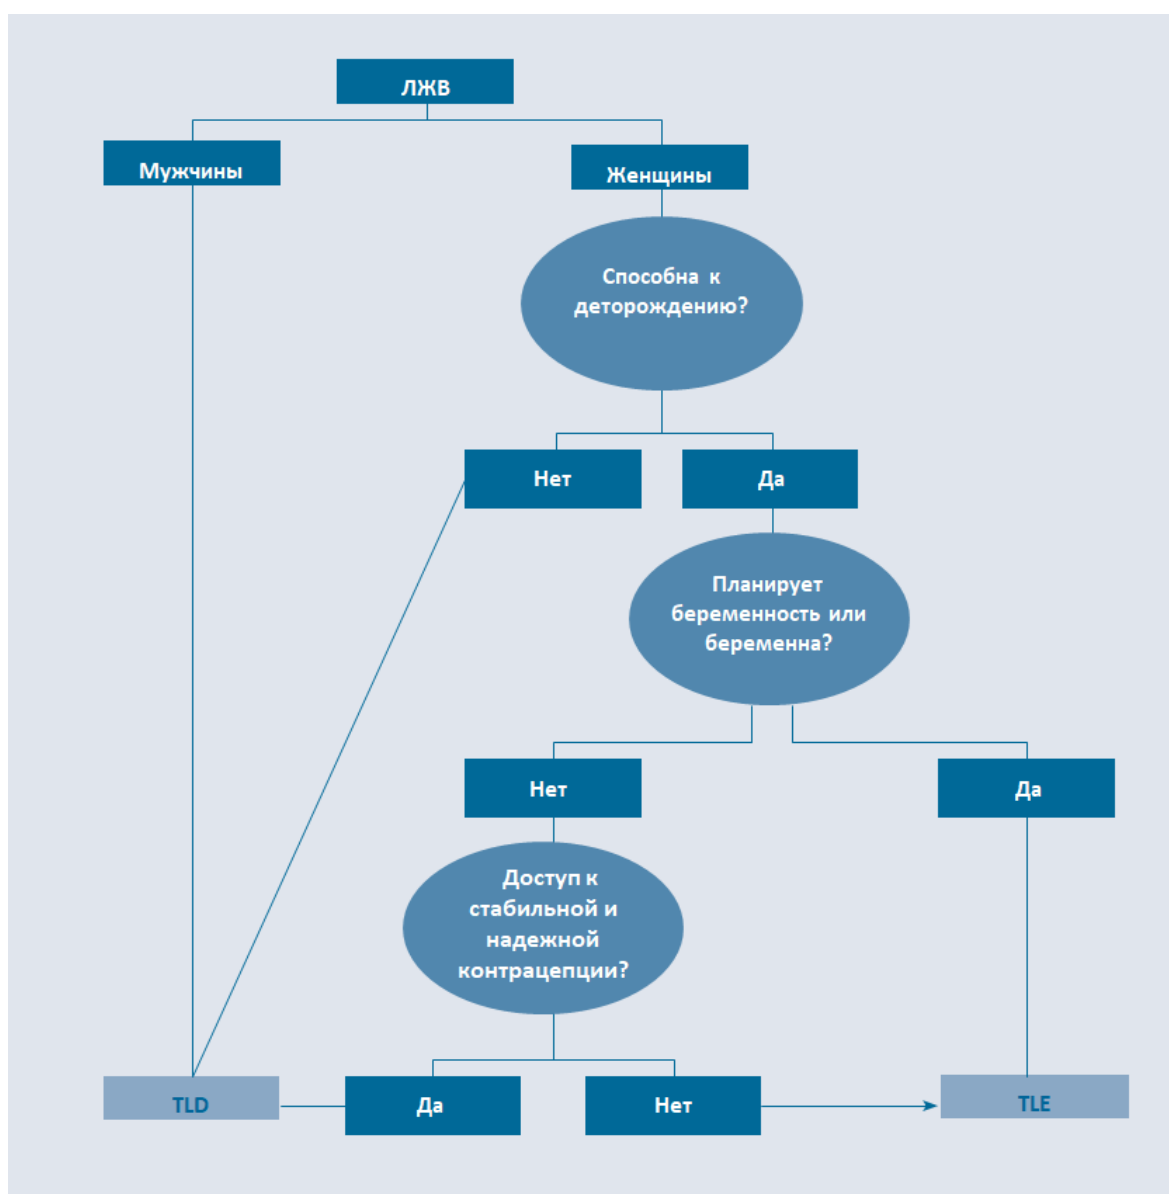 ЛЖВ
Мужчины
Женщины
Способна к
деторождению?
Нет
Да
Планирует
беременность или
беременна?
Нет
Да
Доступ к
стабильной и
надежной
контрацепции?
TLD
Да
Нет
TLE